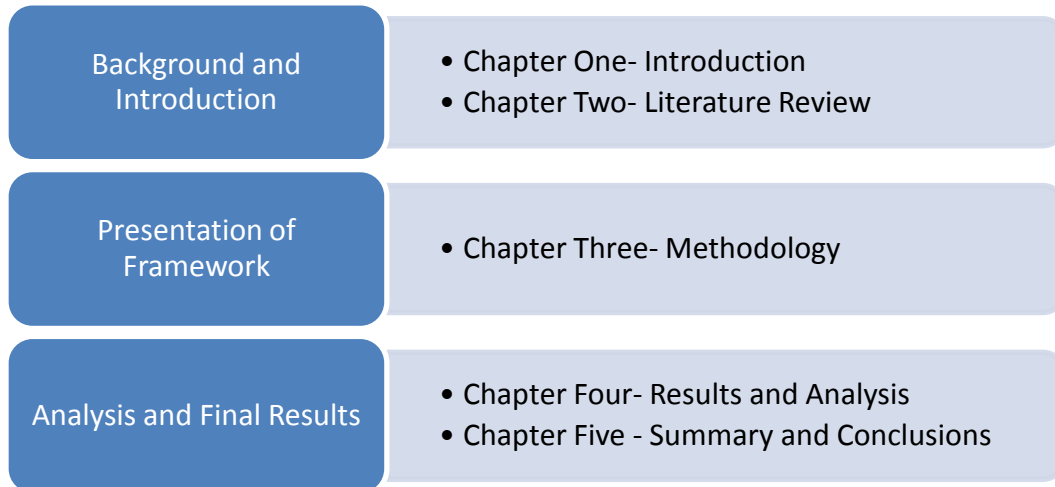 Background and
Introduction
• Chapter One- Introduction
• Chapter Two- Literature Review
Presentation of
Framework
• Chapter Three- Methodology
Analysis and Final Results
• Chapter Four- Results and Analysis
• Chapter Five - Summary and Conclusions